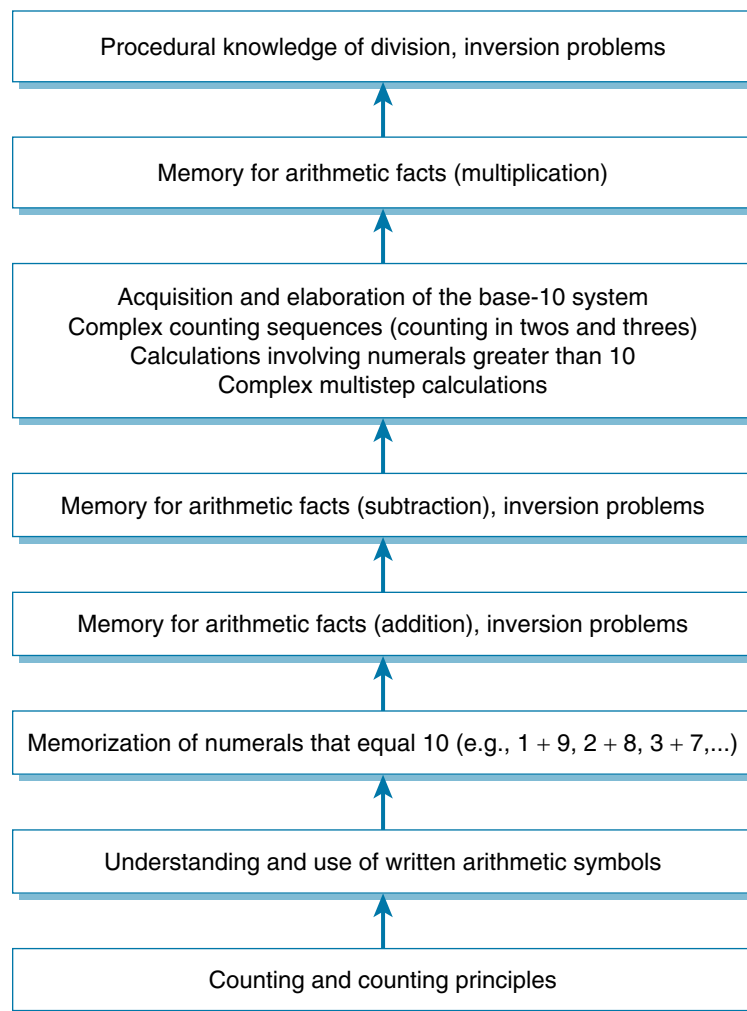 Procedural knowledge of division, inversion problems
Memory for arithmetic facts (multiplication)
Acquisition and elaboration of the base-10 system
Complex counting sequences (counting in twos and threes)
Calculations involving numerals greater than 10
Complex multistep calculations
Memory for arithmetic facts (subtraction), inversion problems
Memory for arithmetic facts (addition), inversion problems
Memorization of numerals that equal 10 (e.g., 1 + 9, 2 + 8, 3 + 7,...)
Understanding and use of written arithmetic symbols
Counting and counting principles